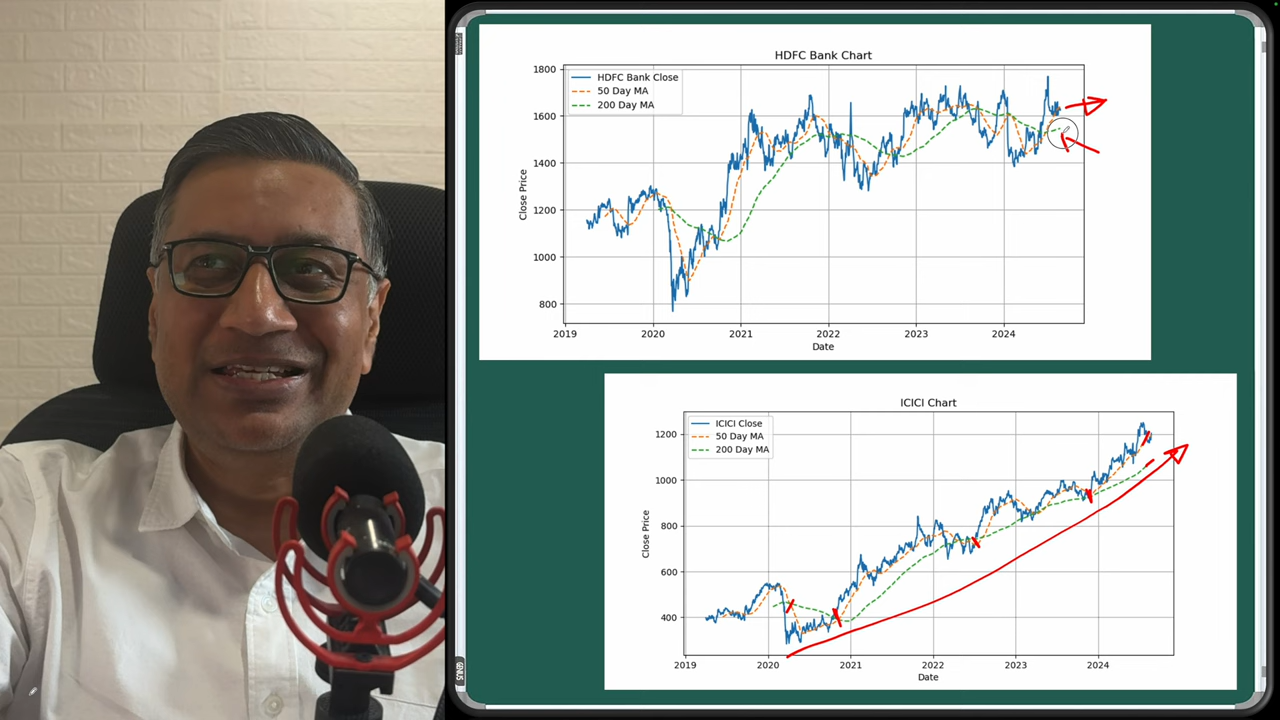 HDFC Bank Chart
HDFC Bank Close
50 Day MA
200 Day MA
1800
1600
1400
1200
1000
800
Close Price
2019 2020 2021 2022 2023 2024
Date
ICICI Chart
ICICI Close
50 Day MA
200 Day MA
1200
1000
800
600
400
Close Price
2019 2020 2021 2022 2023 2024
Date
GENIUS